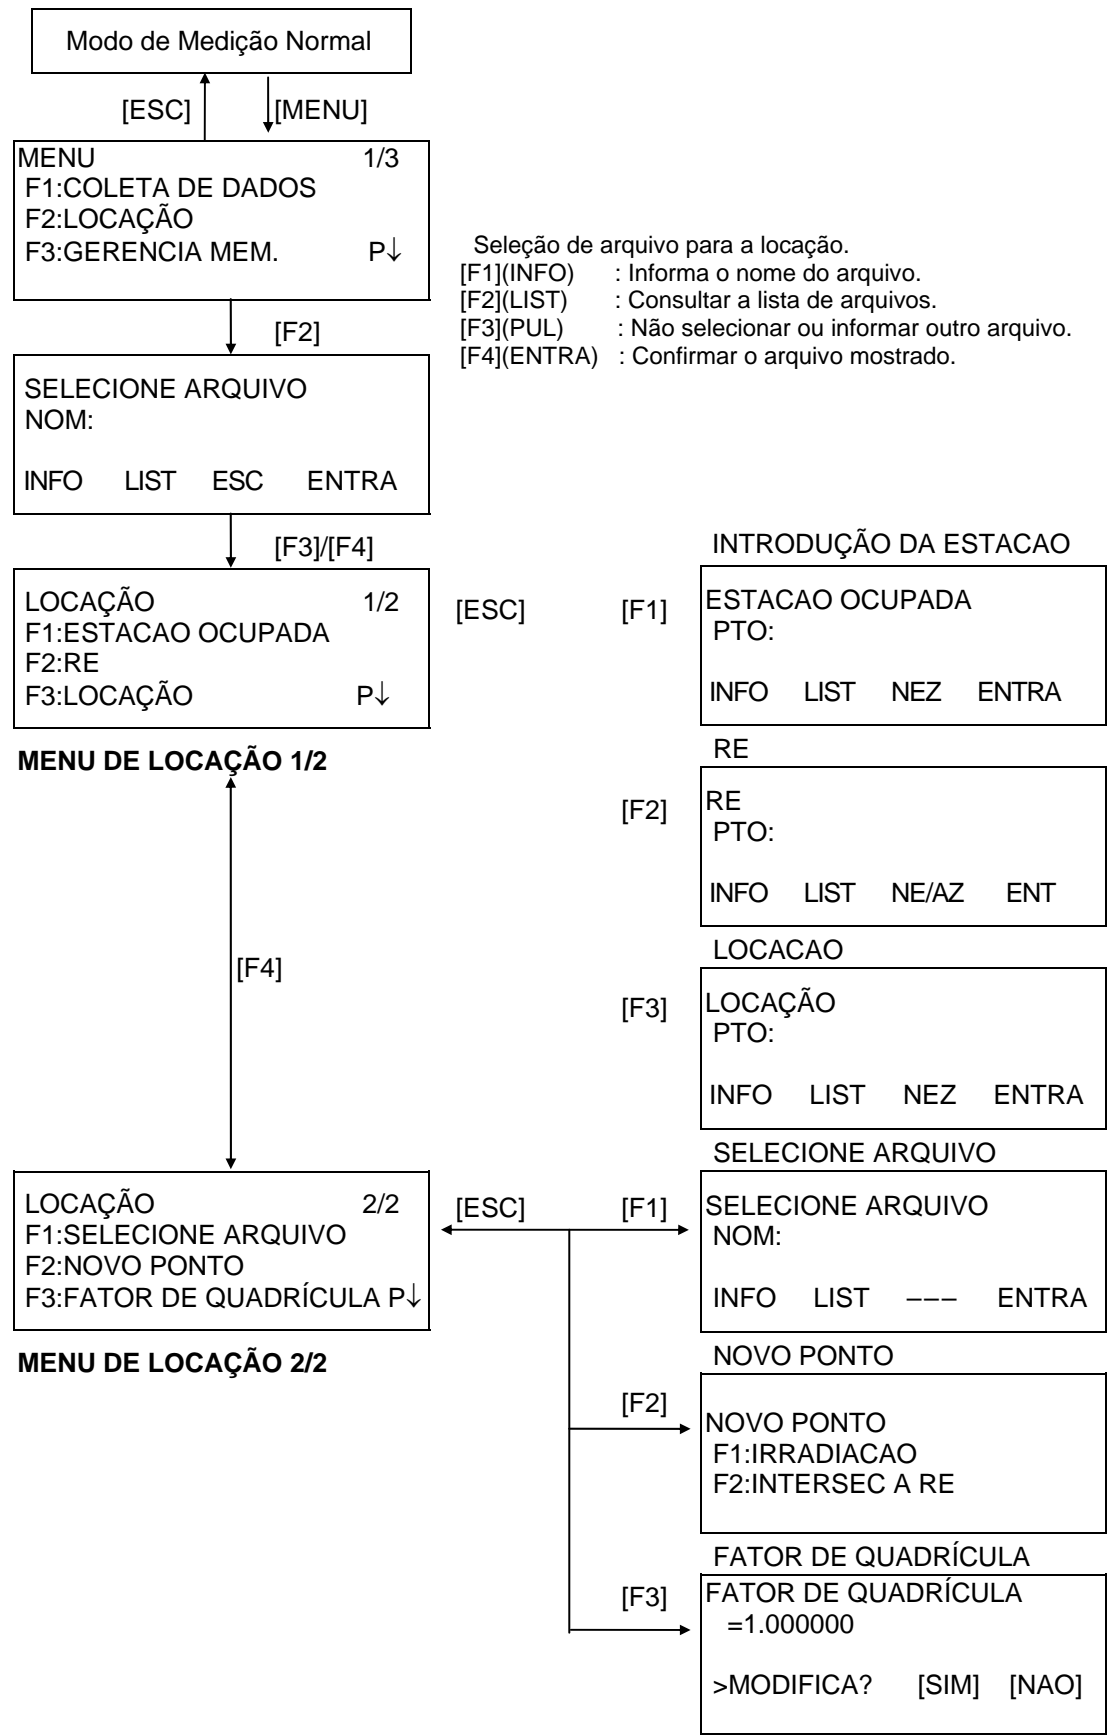 Modo de Medição Normal
[ESC] [MENU]
MENU 1/3
F1:COLETA DE DADOS
F2:LOCAÇÃO
F3:GERENCIA MEM. P↓
Seleção de arquivo para a locação.
[F1](INFO) : Informa o nome do arquivo.
[F2](LIST) : Consultar a lista de arquivos.
[F3](PUL) : Não selecionar ou informar outro arquivo.
[F4](ENTRA) : Confirmar o arquivo mostrado.
[F2]
SELECIONE ARQUIVO
NOM:
INFO LIST ESC ENTRA
[F3]/[F4]
LOCAÇÃO 1/2
F1:ESTACAO OCUPADA
F2:RE
F3:LOCAÇÃO P↓
MENU DE LOCAÇÃO 1/2
[ESC]
INTRODUÇÃO DA ESTACAO
[F1]
ESTACAO OCUPADA
PTO:
INFO LIST NEZ ENTRA
RE
[F2]
RE
PTO:
INFO LIST NE/AZ ENT
LOCACAO
[F3]
LOCAÇÃO
PTO:
INFO LIST NEZ ENTRA
[F4]
LOCAÇÃO 2/2
F1:SELECIONE ARQUIVO
F2:NOVO PONTO
F3:FATOR DE QUADRÍCULA P↓
MENU DE LOCAÇÃO 2/2
[ESC]
SELECIONE ARQUIVO
[F1]
SELECIONE ARQUIVO
NOM:
INFO LIST ––– ENTRA
NOVO PONTO
[F2]
NOVO PONTO
F1:IRRADIACAO
F2:INTERSEC A RE
FATOR DE QUADRÍCULA
[F3]
FATOR DE QUADRÍCULA
=1.000000
>MODIFICA? [SIM] [NAO]